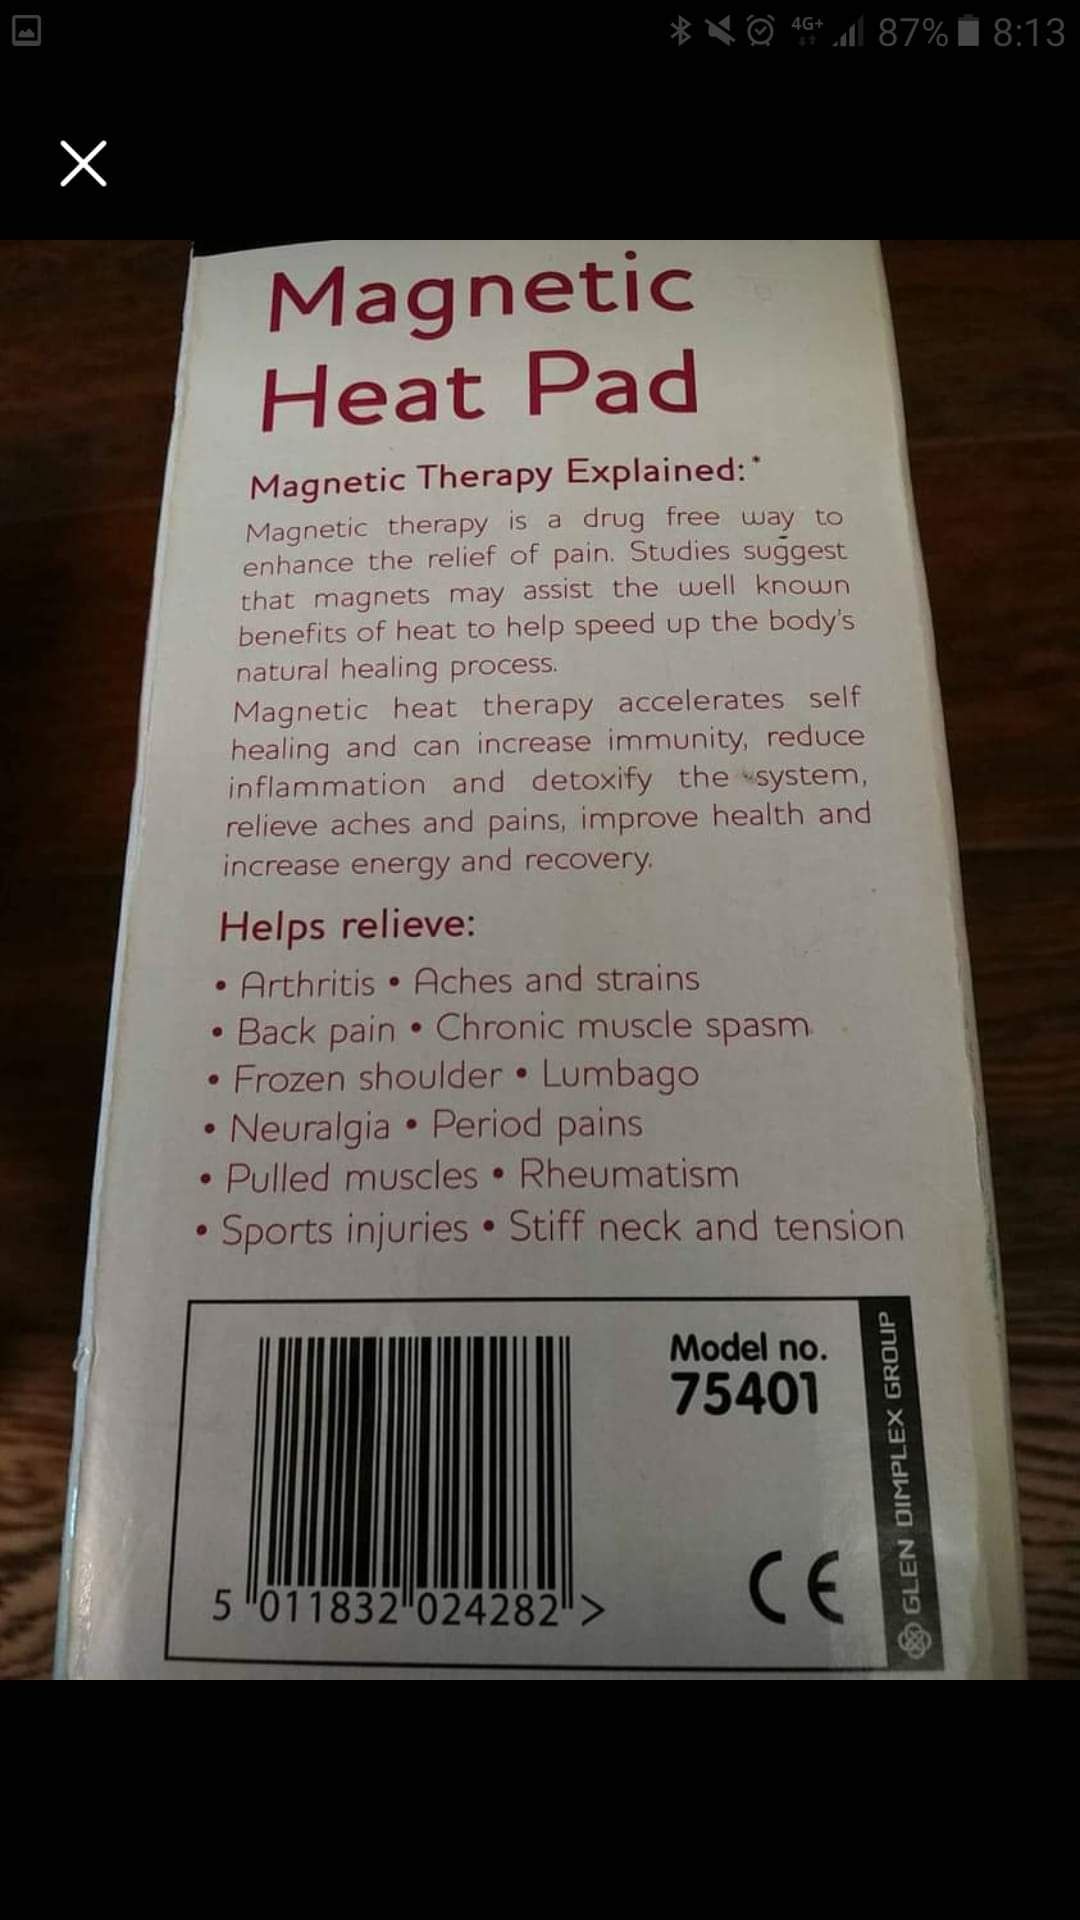 4G+ 87% 8:13
Magnetic
Heat Pad
Magnetic Therapy Explained:*
Magnetic therapy is a drug free way to
enhance the relief of pain. Studies suggest
that magnets may assist the well known
benefits of heat to help speed up the body's
natural healing process.
Magnetic heat therapy accelerates self
healing and can increase immunity, reduce
inflammation and detoxify the system,
relieve aches and pains, improve health and
increase energy and recovery.
Helps relieve:
• Arthritis • Aches and strains
• Back pain • Chronic muscle spasm
• Frozen shoulder • Lumbago
• Neuralgia • Period pains
• Pulled muscles • Rheumatism
• Sports injuries • Stiff neck and tension
Model no.
75401
5 "011832"024282">
CE
GLEN DIMPLEX GROUP